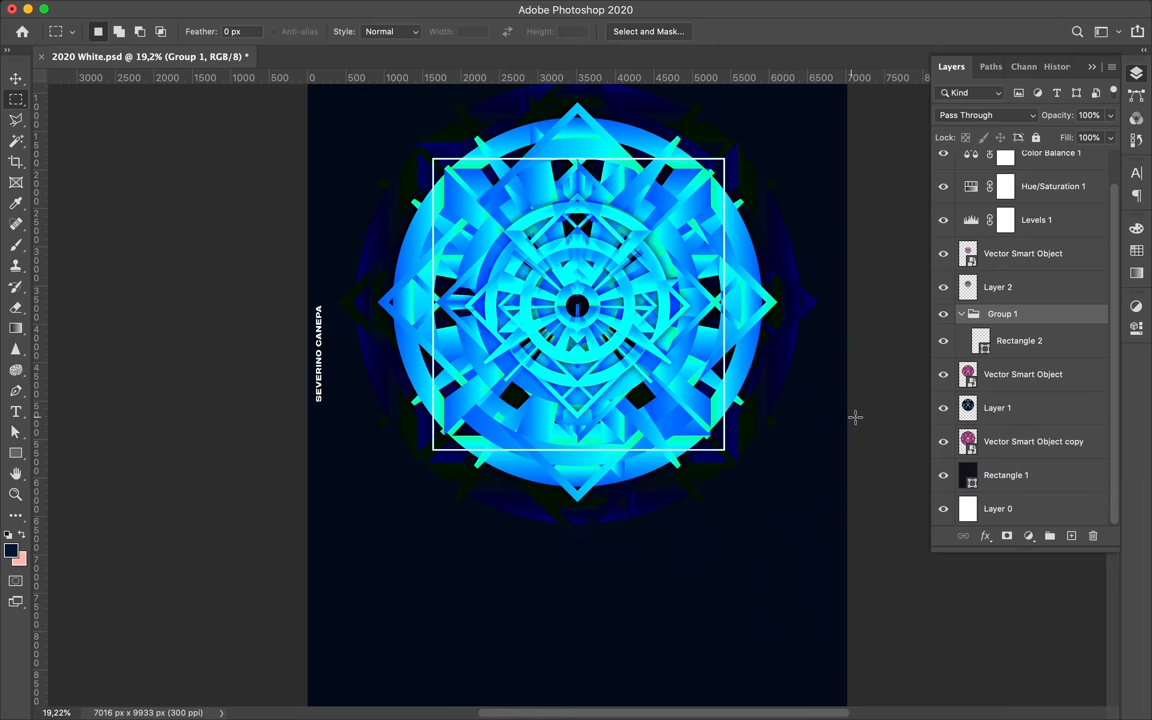 Adobe Photoshop 2020
Feather: 0 px
Anti-alias
Style: Normal
Width:
Height:
Select and Mask...
2020 White.psd @ 19,2% (Group 1, RGB/8) *
3000 2500 2000 1500 1000 500 0 500 1000 1500 2000 2500 3000 3500 4000 4500 5000 5500 6000 6500 7000 7500
Layers
Paths
Chann
Histor
Kind
Pass Through
Opacity: 100%
Lock:
Fill: 100%
Color Balance 1
Hue/Saturation 1
Levels 1
Vector Smart Object
Layer 2
Group 1
Rectangle 2
Vector Smart Object
Layer 1
Vector Smart Object copy
Rectangle 1
Layer 0
fx
SEVERINO CANEPA
19,22%
7016 px x 9933 px (300 ppi)